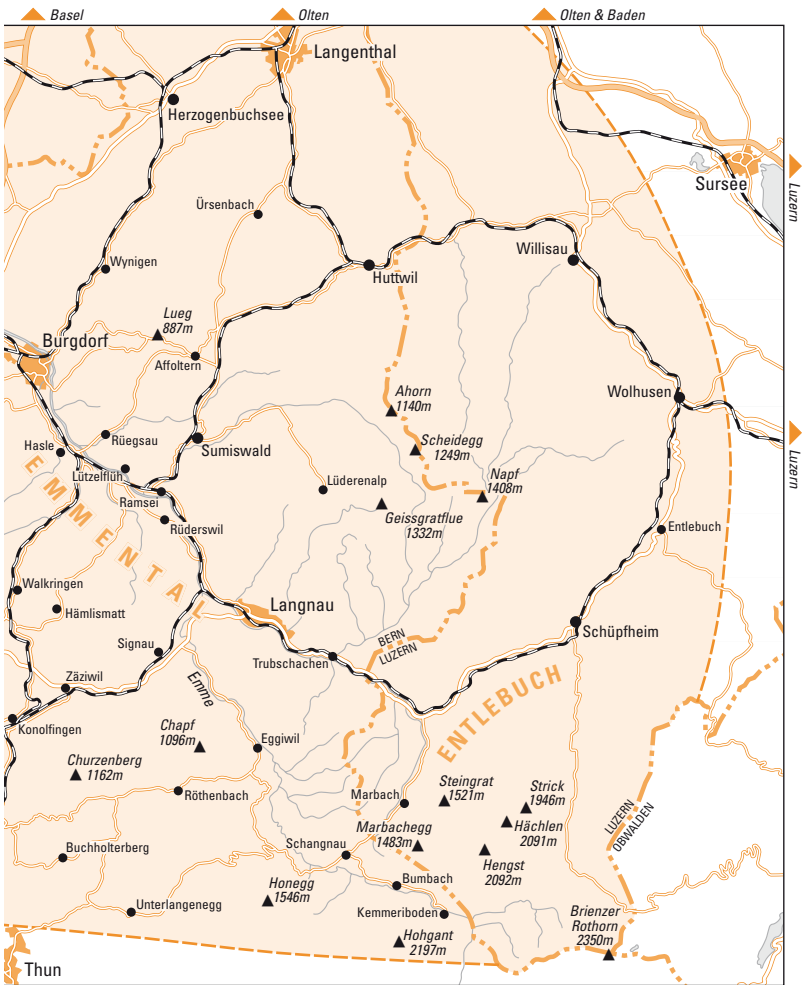 Basel
Olten
Olten & Baden
Langenthal
Herzogenbuchsee
Sursee
Luzern
Ürsenbach
Willisau
Wynigen
Huttwil
Lueg
887m
Burgdorf
Affoltern
Ahorn
1140m
Wolhusen
Luzern
Hasle
Rüegsau
Sumiswald
Scheidegg
1249m
Lützelflüh
Ramsei
Lüderenalp
Napf
1408m
Geissgratflue
1332m
Rüderswil
Entlebuch
EMMENTAL
Walkringen
Hämlismatt
Langnau
Schüpfheim
BERN
LUZERN
Signau
Trubschachen
Zäziwil
Emme
ENTLEBUCH
Konolfingen
Chapf
1096m
Eggiwil
Churzenberg
1162m
Röthenbach
Marbach
Steingrat
1521m
Strick
1946m
Hächlen
2091m
LUZERN
OBWALDEN
Marbachegg
1483m
Buchholterberg
Schangnau
Hengst
2092m
Honegg
1546m
Bumbach
Unterlangenegg
Kemmeriboden
Brienzer
Rothorn
2350m
Hohgant
2197m
Thun